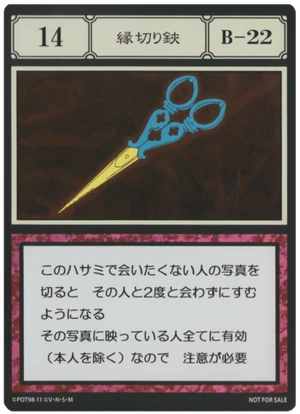 14
縁切り鋏
B-22
このハサミで会いたくない人の写真を
切ると その人と2度と会わずにすむ
ようになる
その写真に映っている人全てに有効
(本人を除く)なので 注意が必要
©POT98-11 ©V・N・S・M
NOT FOR SALE